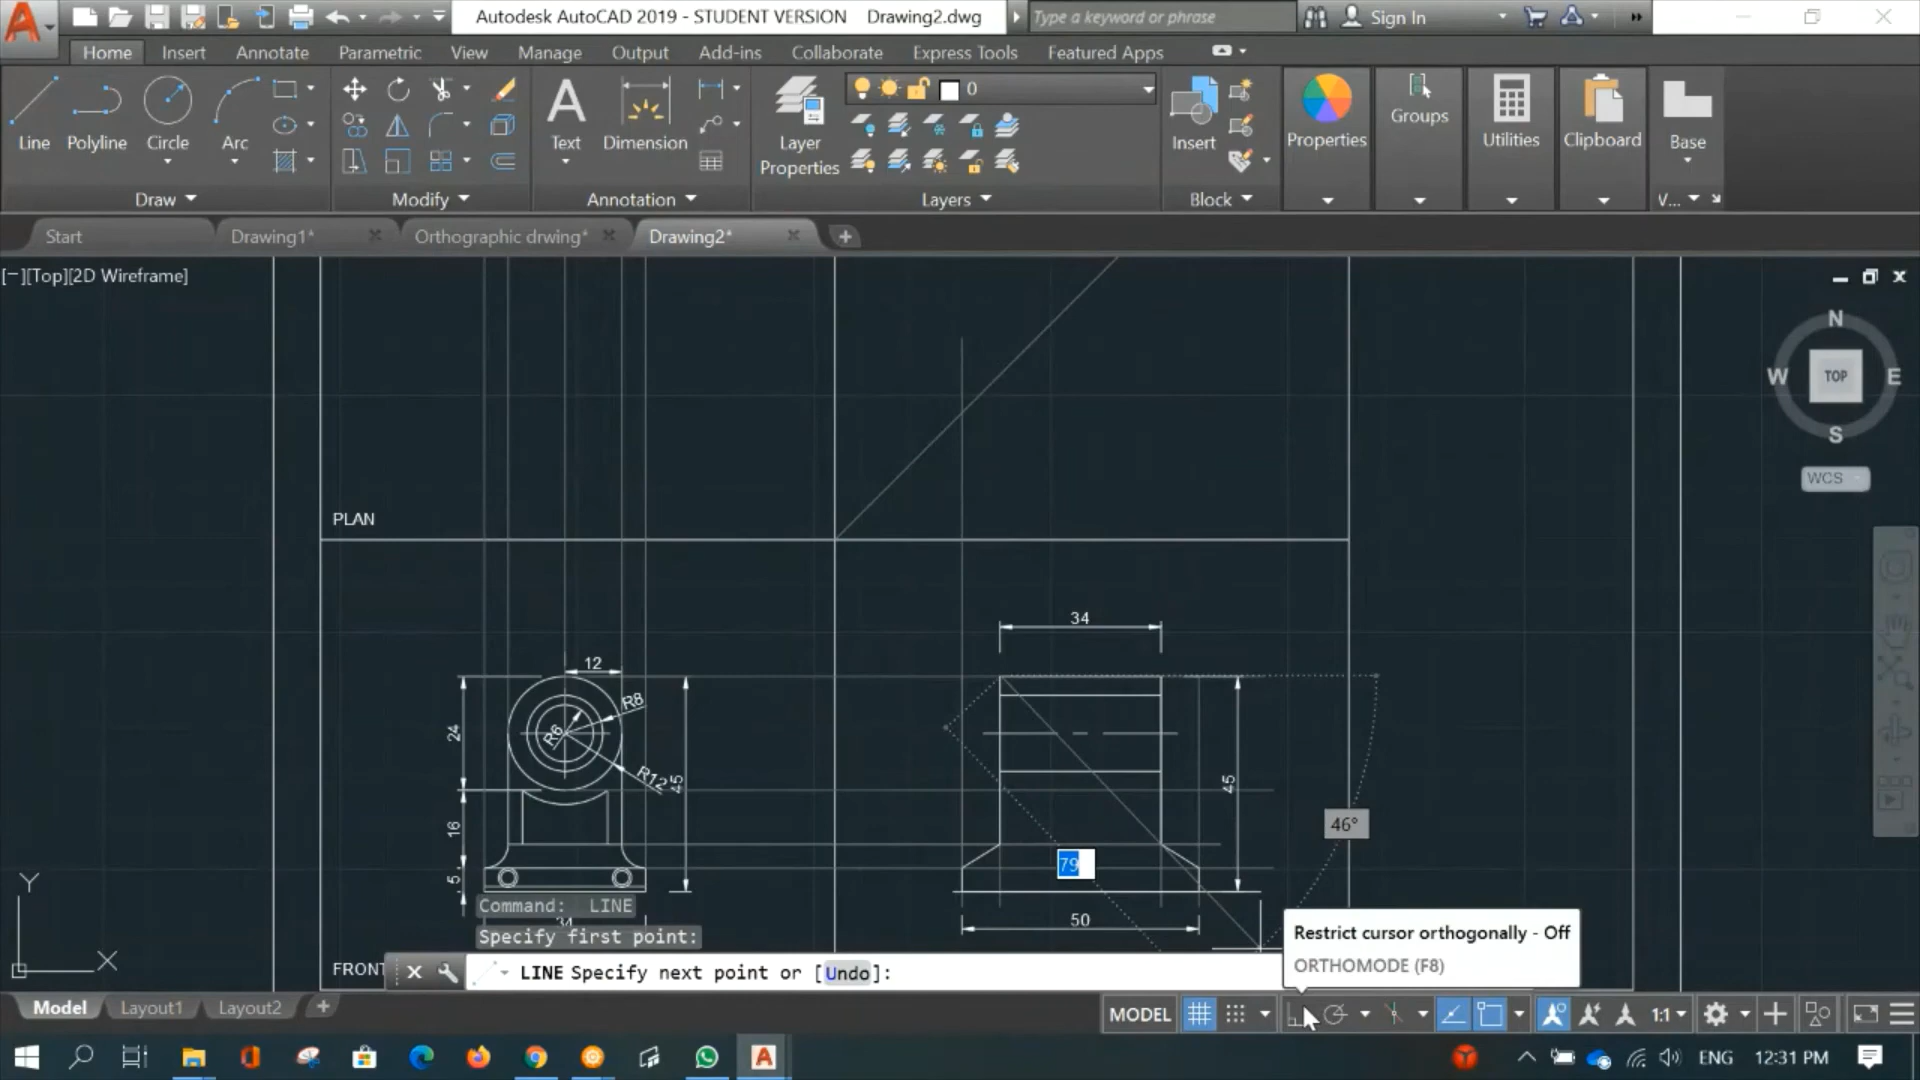 Autodesk AutoCAD 2019 - STUDENT VERSION Drawing2.dwg
Type a keyword or phrase
Sign In
Home Insert Annotate Parametric View Manage Output Add-ins Collaborate Express Tools Featured Apps
Line
Polyline
Circle
Arc
Text
Dimension
Layer
Properties
0
Insert
Properties
Groups
Utilities
Clipboard
Base
Draw
Modify
Annotation
Layers
Block
V...
Start
Drawing1*
Orthographic drwing*
Drawing2*
[−][Top][2D Wireframe]
N
W TOP E
S
WCS
PLAN
34
12
R8
24
R6
R12
45
45
46°
16
79
5
Y
Command: LINE
34
50
Specify first point:
Restrict cursor orthogonally - Off
ORTHOMODE (F8)
X
FRONT
LINE Specify next point or [Undo]:
Model Layout1 Layout2
MODEL
1:1
ENG 12:31 PM